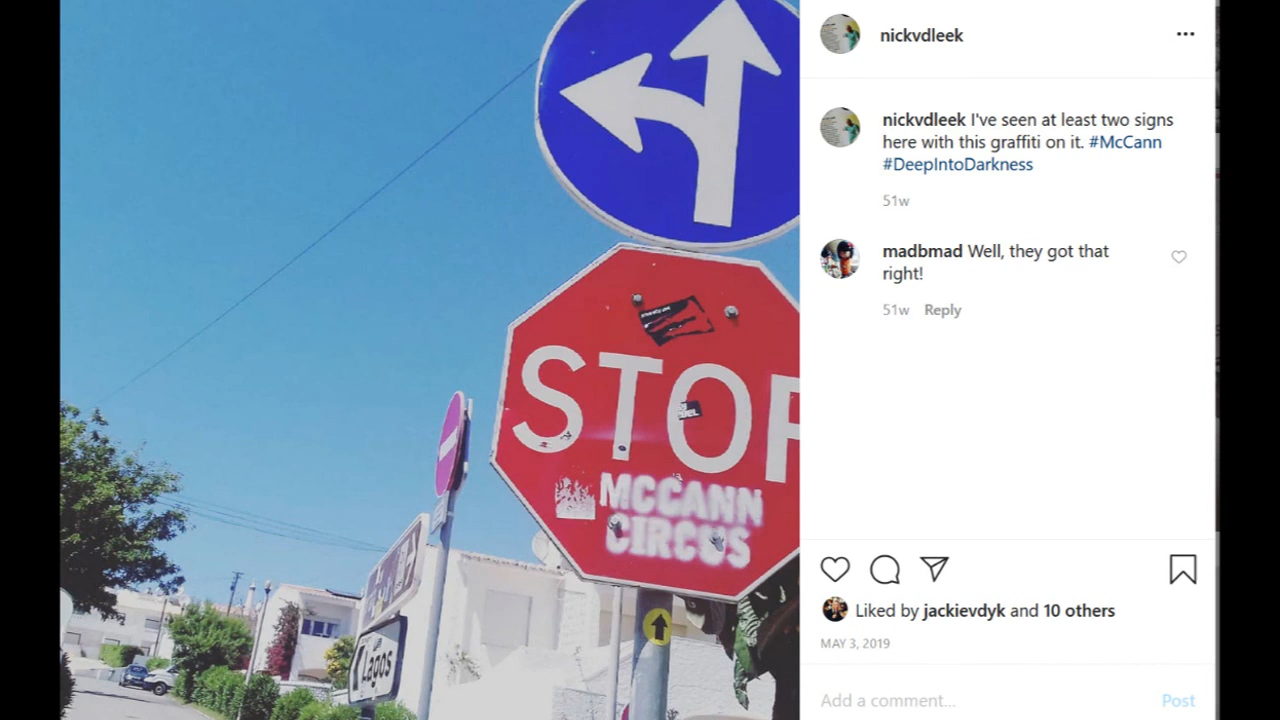 STOP
MCCANN
CIRCUS
Lagos
nickvdleek
nickvdleek I've seen at least two signs
here with this graffiti on it. #McCann
#DeepIntoDarkness
51w
madbmad Well, they got that
right!
51w Reply
Liked by jackievdyk and 10 others
MAY 3, 2019
Add a comment... Post